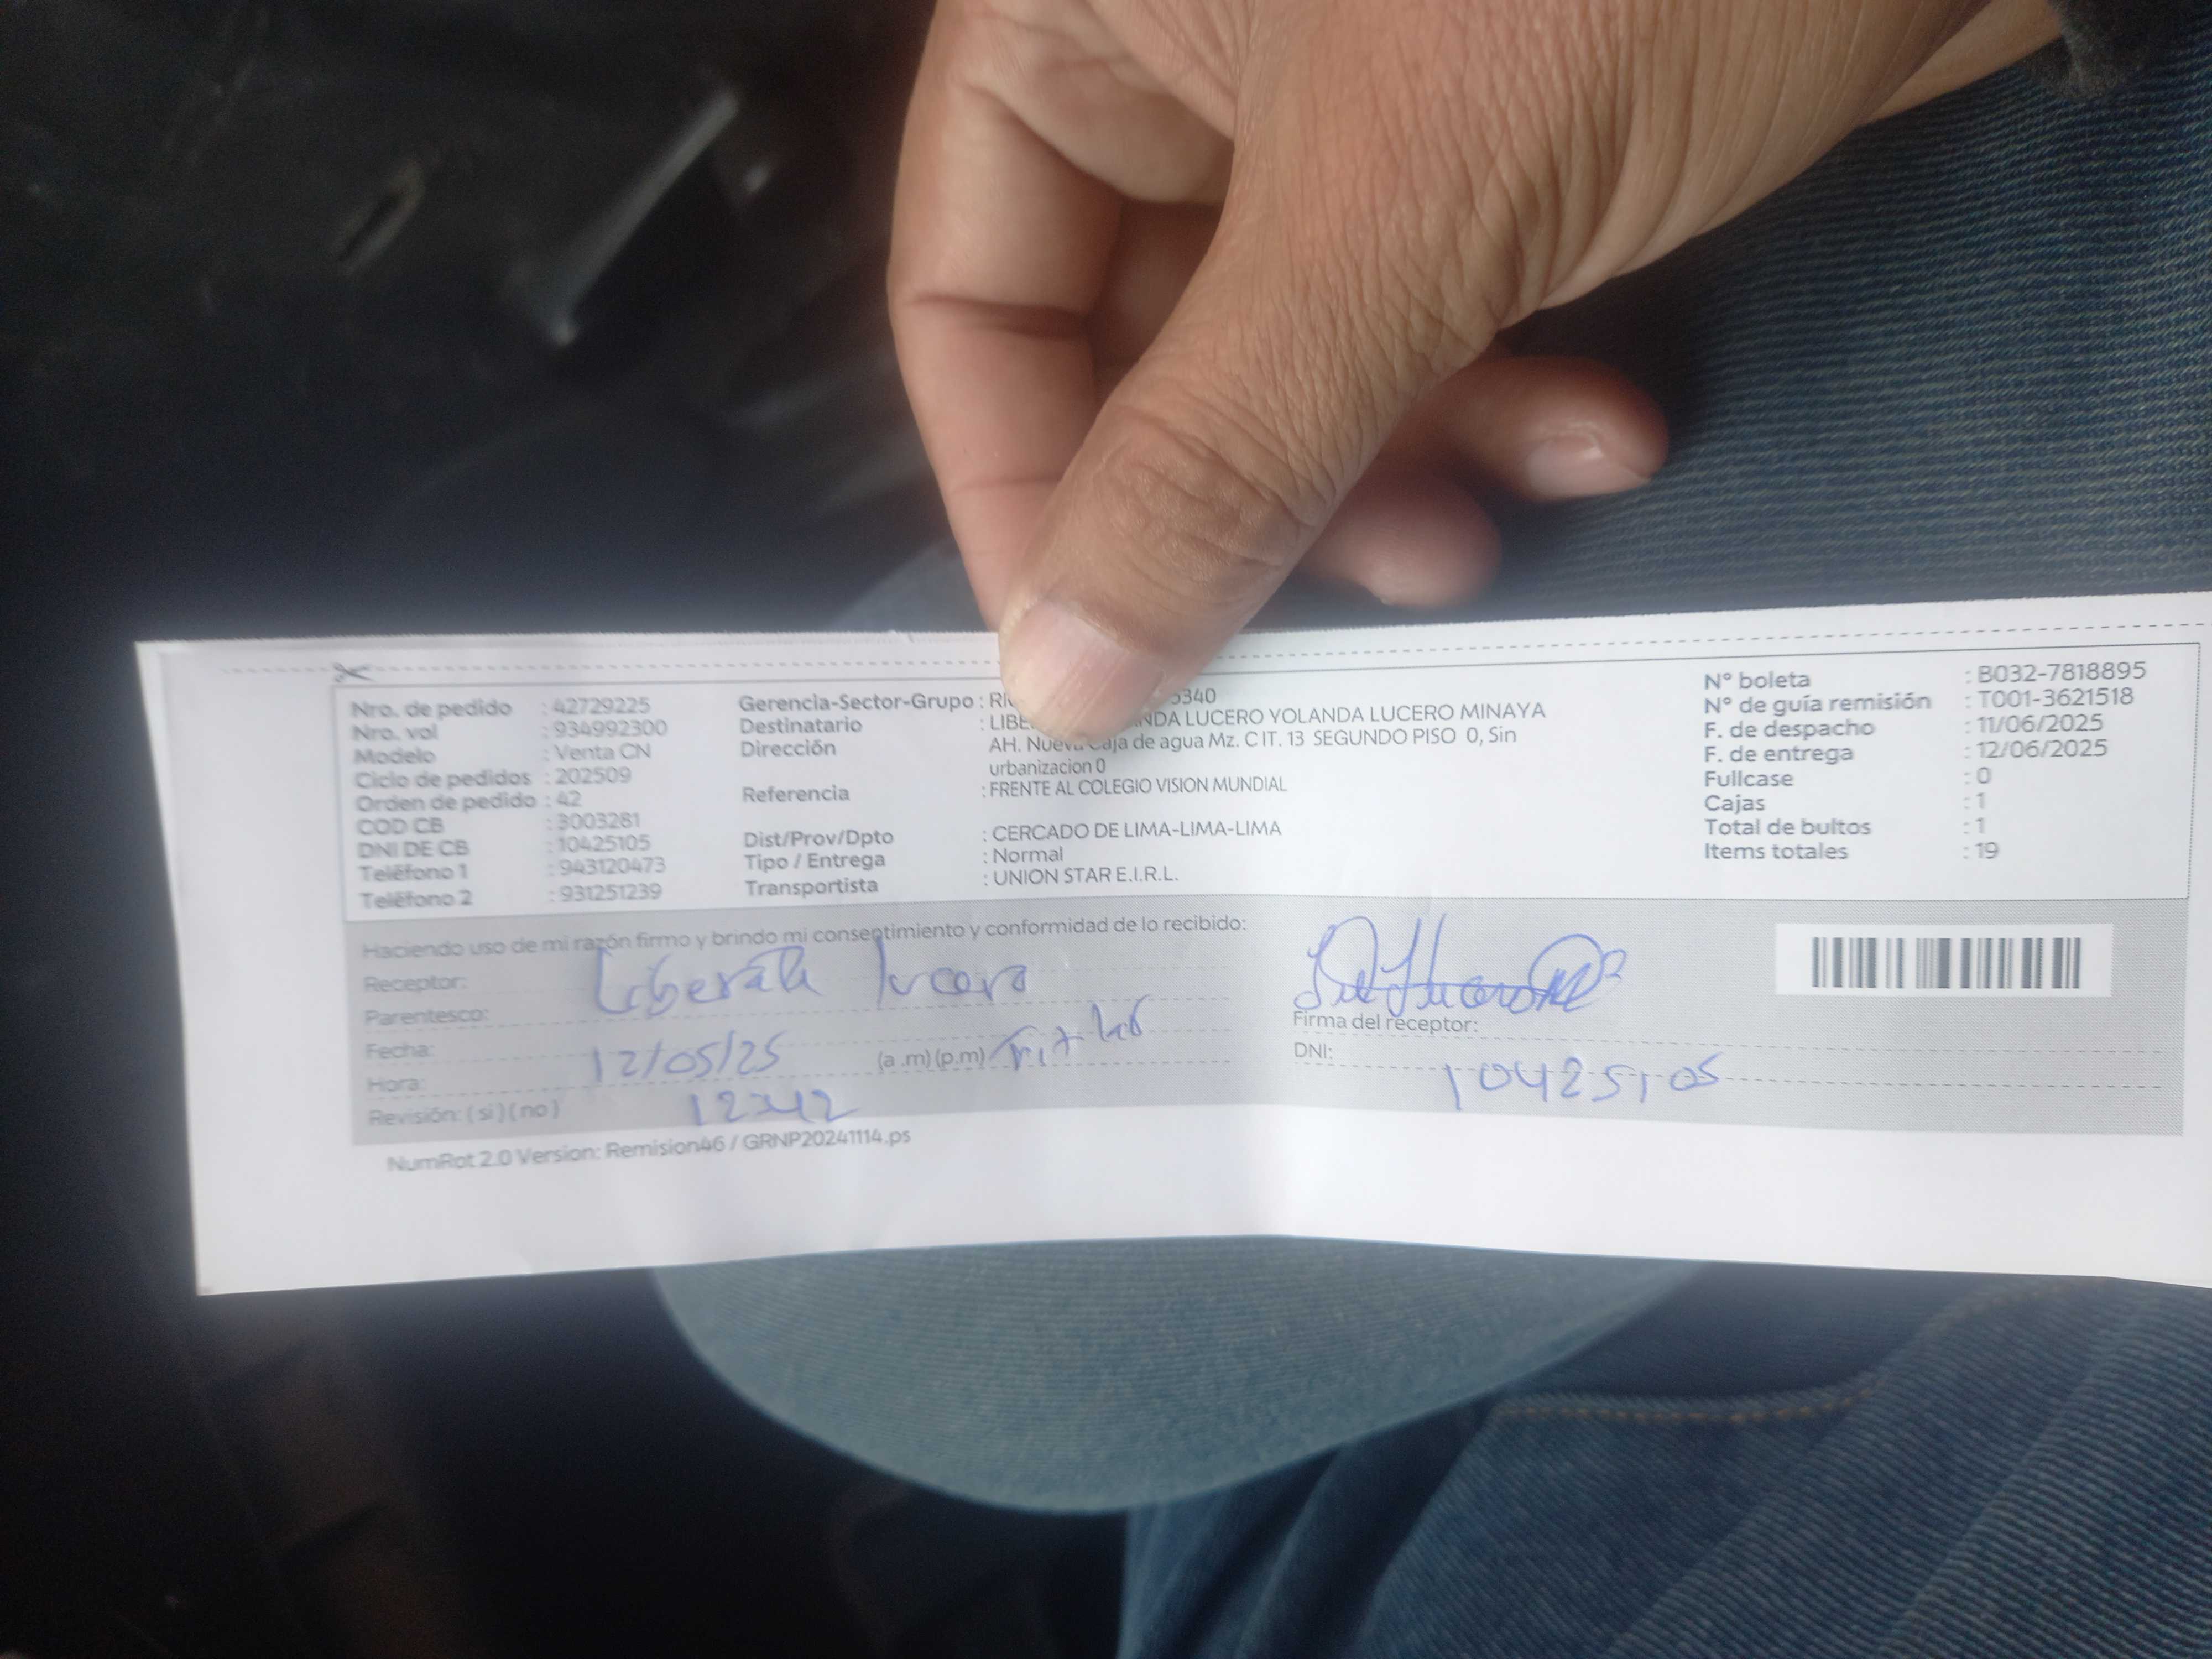 Nro. de pedido : 42729225
Nro. vol : 934992300
Modelo : Venta CN
Ciclo de pedidos : 202509
Orden de pedido : 42
COD CB : 3003281
DNI DE CB : 10425105
Teléfono 1 : 943120473
Teléfono 2 : 931251239
Gerencia-Sector-Grupo : 5340
Destinatario : LUCERO YOLANDA LUCERO MINAYA
Dirección AH. Nueva Caja de agua Mz. C IT. 13 SEGUNDO PISO 0, Sin
urbanizacion 0
Referencia : FRENTE AL COLEGIO VISION MUNDIAL
Dist/Prov/Dpto : CERCADO DE LIMA-LIMA-LIMA
Tipo / Entrega : Normal
Transportista : UNION STAR E.I.R.L.
N° boleta : B032-7818895
N° de guía remisión : T001-3621518
F. de despacho : 11/06/2025
F. de entrega : 12/06/2025
Fullcase : 0
Cajas : 1
Total de bultos : 1
Items totales : 19
Haciendo uso de mi razón firmo y brindo mi consentimiento y conformidad de lo recibido:
Receptor: Liberata lucero
Parentesco:
Fecha: 12/05/25 (a .m) (p.m)
Hora: 12:42
Revisión: ( si ) ( no )
Firma del receptor:
DNI: 10425105
NumRot 2.0 Version: Remision46 / GRNP20241114.ps